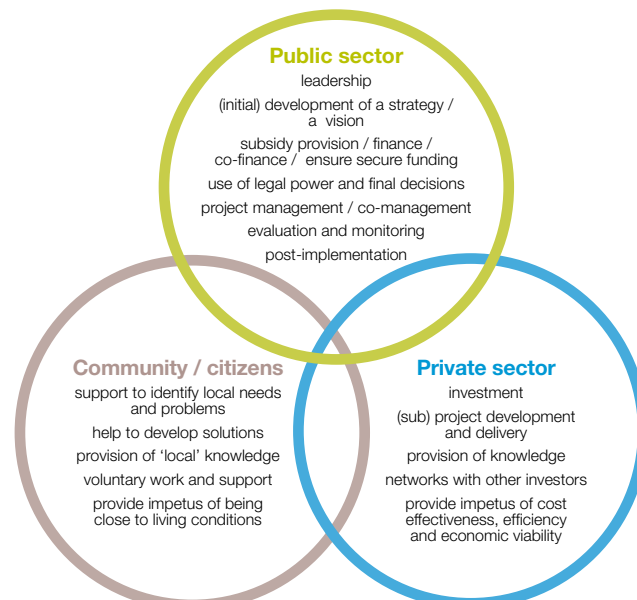 Public sector
leadership
(initial) development of a strategy /
a vision
subsidy provision / finance /
co-finance / ensure secure funding
use of legal power and final decisions
project management / co-management
evaluation and monitoring
post-implementation
Community / citizens
support to identify local needs
and problems
help to develop solutions
provision of ‘local’ knowledge
voluntary work and support
provide impetus of being
close to living conditions
Private sector
investment
(sub) project development
and delivery
provision of knowledge
networks with other investors
provide impetus of cost
effectiveness, efficiency
and economic viability